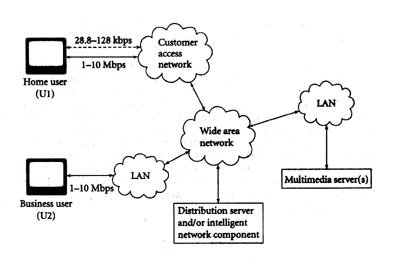 28.8–128 kbps
Customer
access
network
1–10 Mbps
Home user
(U1)
LAN
Wide area
network
1–10 Mbps
LAN
Multimedia server(s)
Business user
(U2)
Distribution server
and/or intelligent
network component